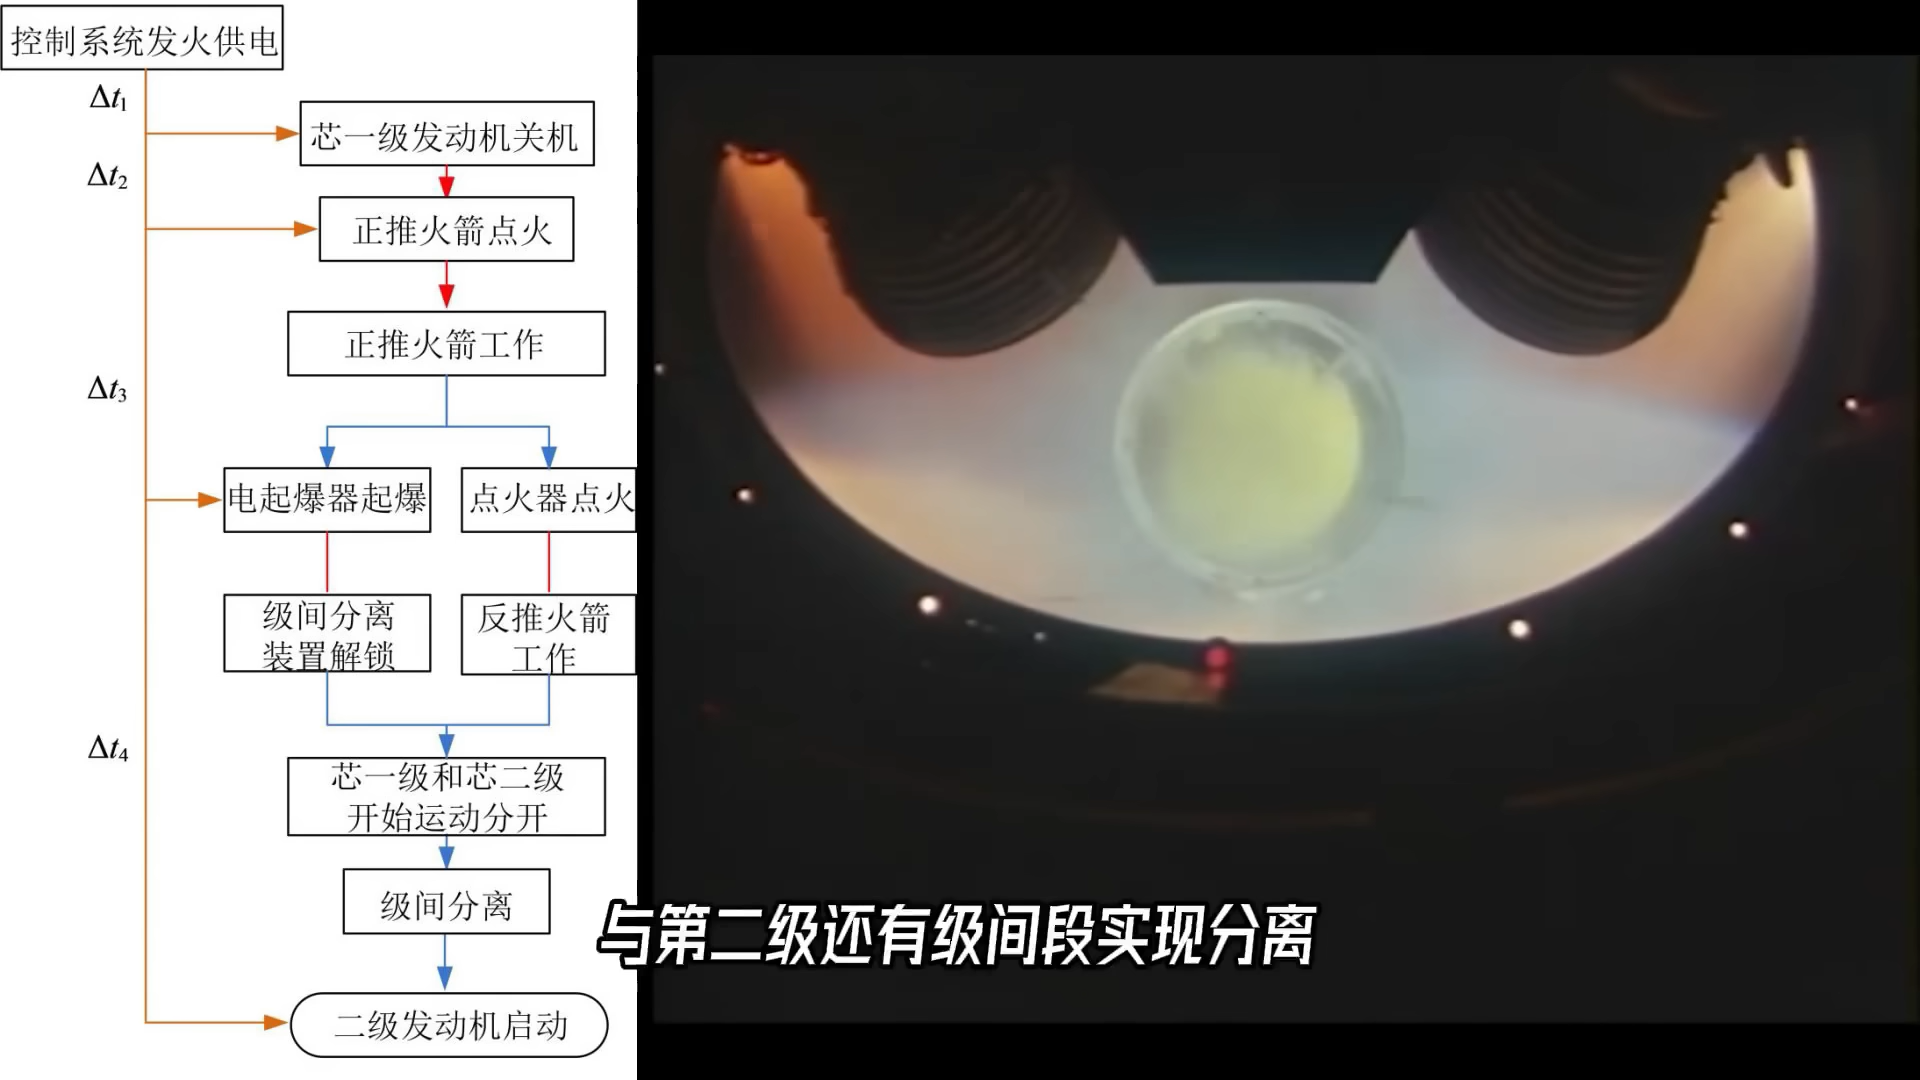 控制系统发火供电
Δt1
芯一级发动机关机
Δt2
正推火箭点火
正推火箭工作
Δt3
电起爆器起爆
点火器点火
级间分离
装置解锁
反推火箭
工作
Δt4
芯一级和芯二级
开始运动分开
级间分离
二级发动机启动
与第二级还有级间段实现分离